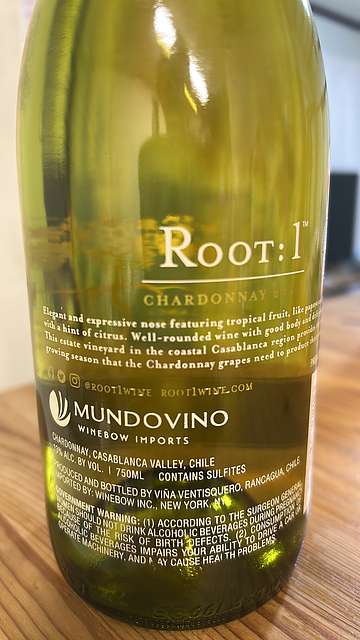 Root:1™
CHARDONNAY
Elegant and expressive nose featuring tropical fruit, like
with a hint of citrus. Well-rounded wine with good body and
This estate vineyard in the coastal Casablanca region
growing season that the Chardonnay grapes need to produce
@ROOT1WINE ROOT1WINE.COM
MUNDOVINO
WINEBOW IMPORTS
CHARDONNAY, CASABLANCA VALLEY, CHILE
ALC BY VOL. | 750ML CONTAINS SULFITES
PRODUCED AND BOTTLED BY VIÑA VENTISQUERO, RANCAGUA, CHILE.
IMPORTED BY: WINEBOW INC., NEW YORK, NY
GOVERNMENT WARNING: (1) ACCORDING TO THE SURGEON GENERAL,
WOMEN SHOULD NOT DRINK ALCOHOLIC BEVERAGES DURING PREGNANCY
BECAUSE OF THE RISK OF BIRTH DEFECTS. (2) CONSUMPTION OF
ALCOHOLIC BEVERAGES IMPAIRS YOUR ABILITY TO DRIVE A CAR OR
OPERATE MACHINERY, AND MAY CAUSE HEALTH PROBLEMS.